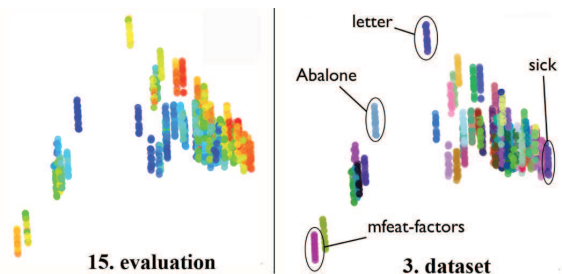 letter
Abalone
sick
mfeat-factors
15. evaluation
3. dataset